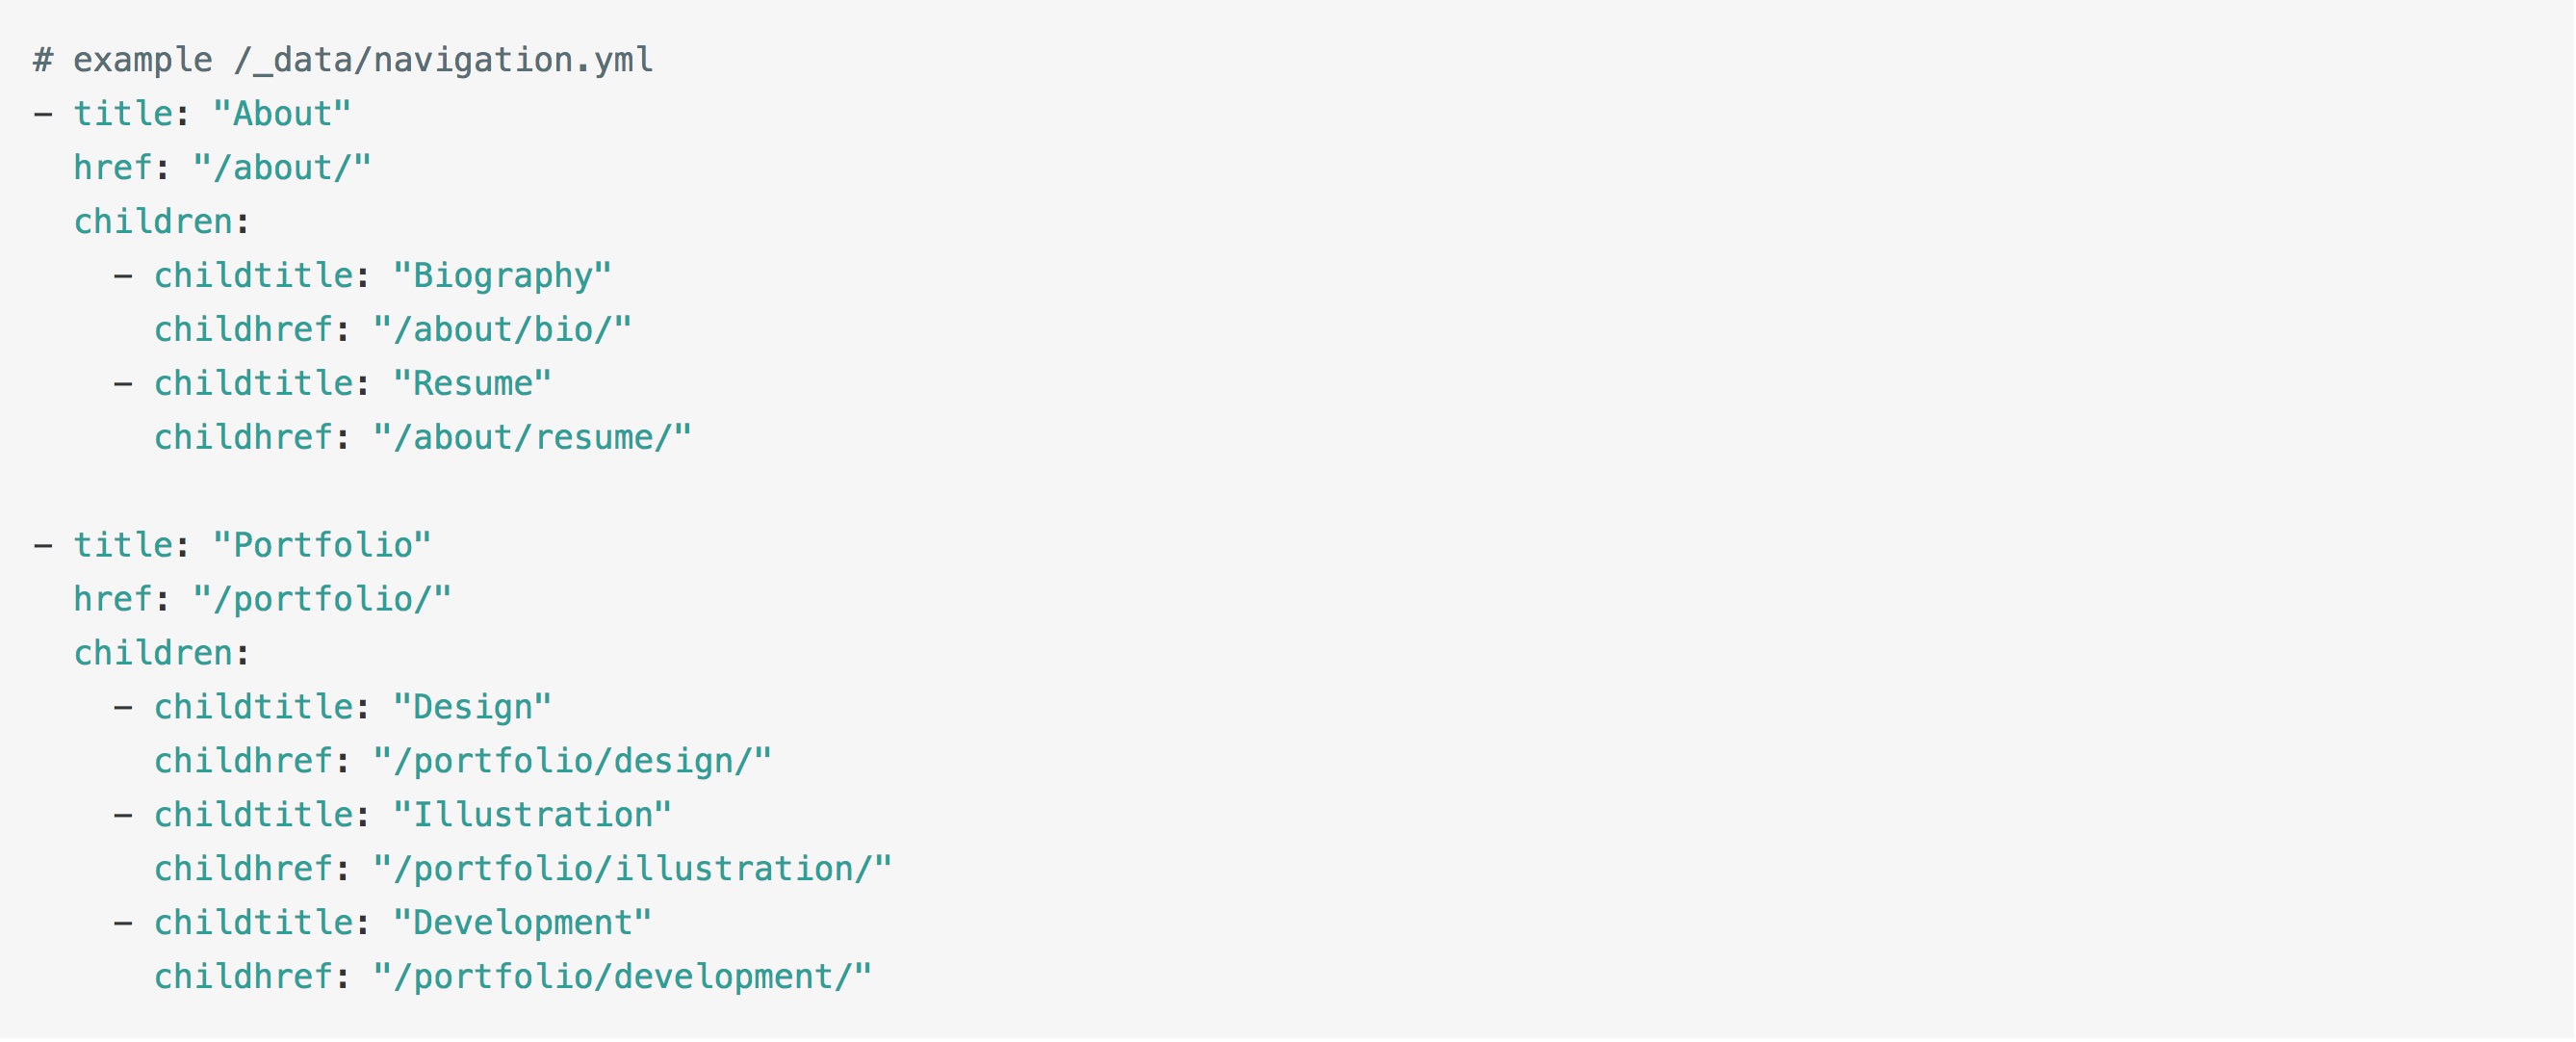 # example /_data/navigation.yml
- title: "About"
  href: "/about/"
  children:
    - childtitle: "Biography"
      childhref: "/about/bio/"
    - childtitle: "Resume"
      childhref: "/about/resume/"

- title: "Portfolio"
  href: "/portfolio/"
  children:
    - childtitle: "Design"
      childhref: "/portfolio/design/"
    - childtitle: "Illustration"
      childhref: "/portfolio/illustration/"
    - childtitle: "Development"
      childhref: "/portfolio/development/"